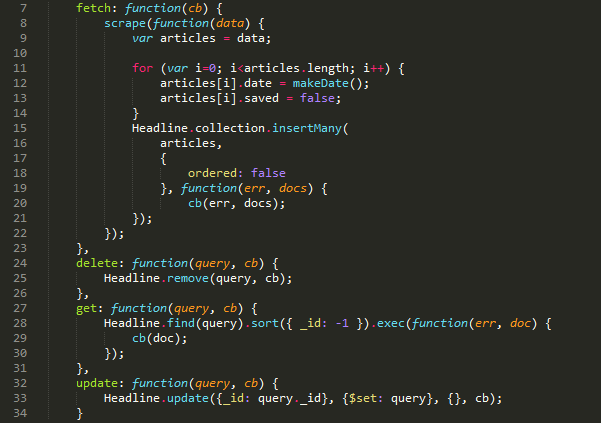 7 fetch: function(cb) {
8 scrape(function(data) {
9 var articles = data;
10
11 for (var i=0; i<articles.length; i++) {
12 articles[i].date = makeDate();
13 articles[i].saved = false;
14 }
15 Headline.collection.insertMany(
16 articles,
17 {
18 ordered: false
19 }, function(err, docs) {
20 cb(err, docs);
21 });
22 });
23 },
24 delete: function(query, cb) {
25 Headline.remove(query, cb);
26 },
27 get: function(query, cb) {
28 Headline.find(query).sort({ _id: -1 }).exec(function(err, doc) {
29 cb(doc);
30 });
31 },
32 update: function(query, cb) {
33 Headline.update({_id: query._id}, {$set: query}, {}, cb);
34 }